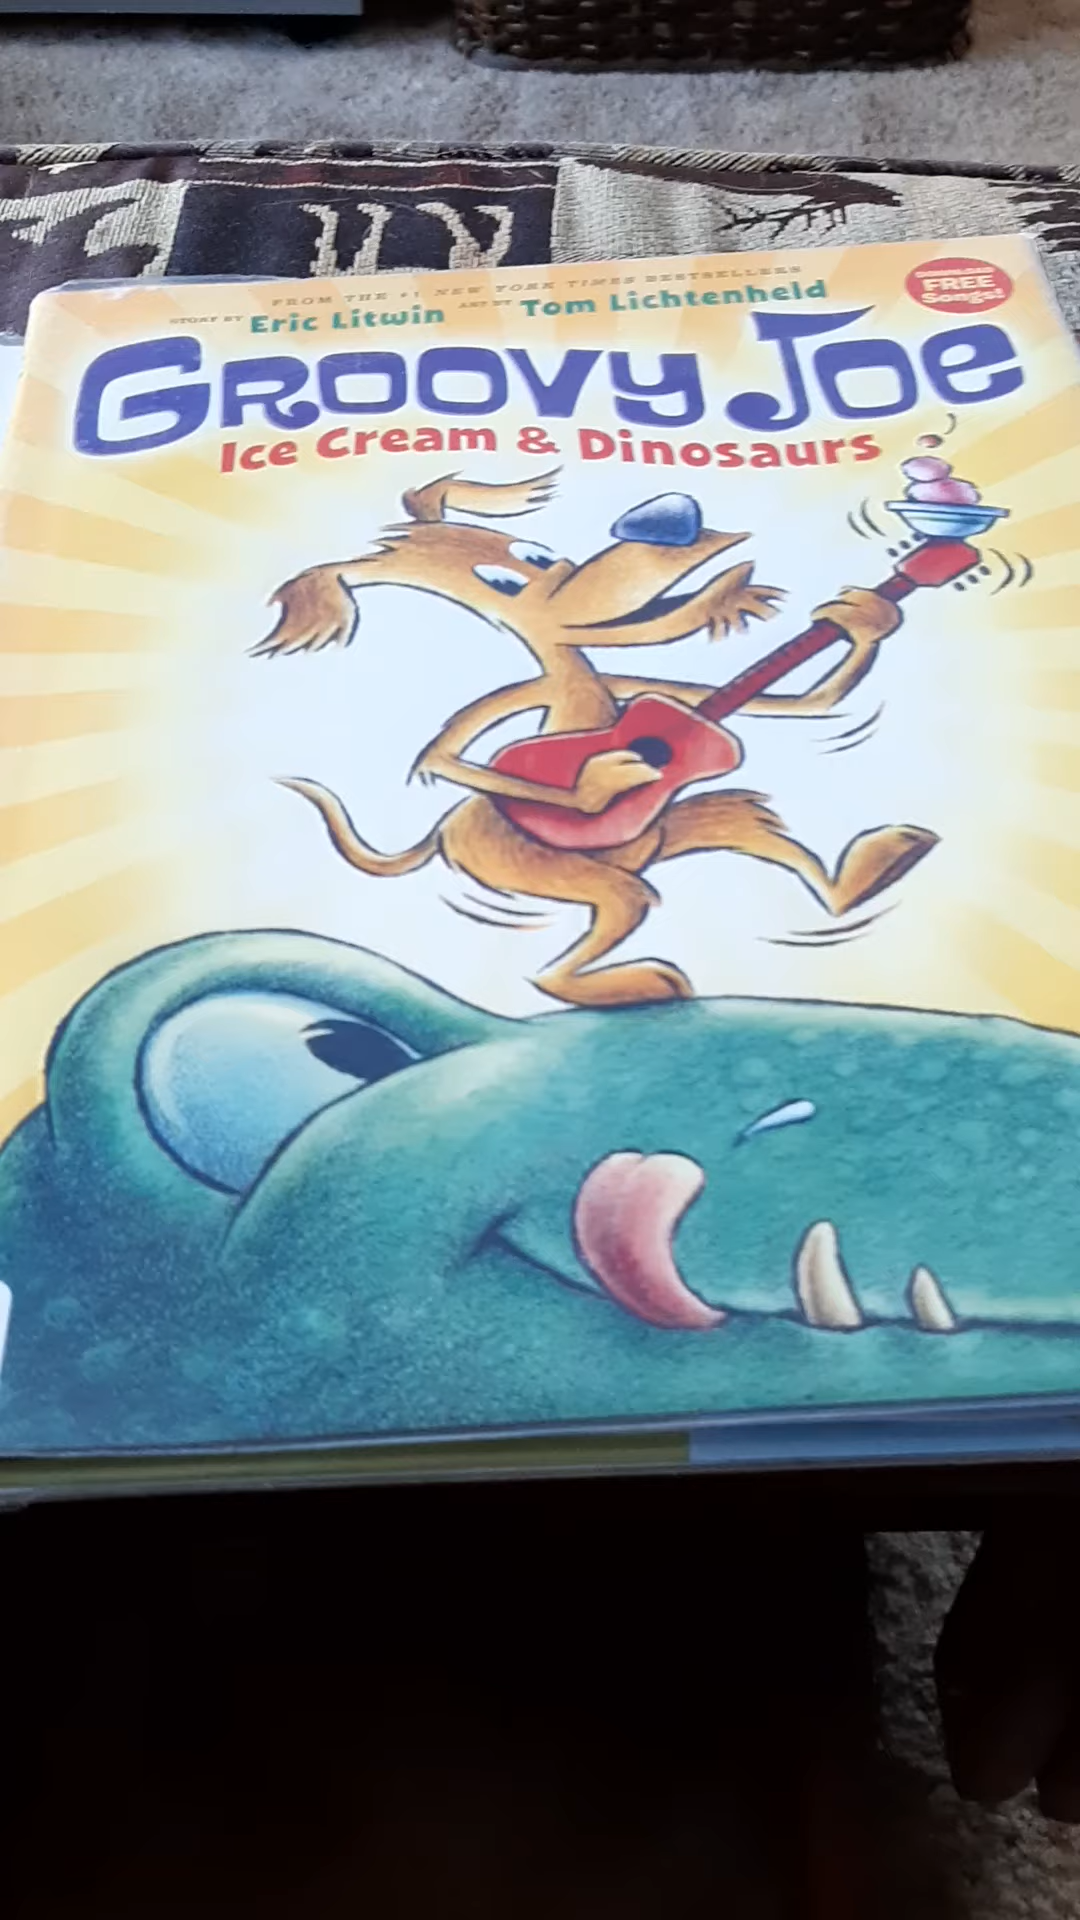 FROM THE #1 NEW YORK TIMES BESTSELLERS
STORY BY Eric Litwin ART BY Tom Lichtenheld
DOWNLOAD
FREE
Songs!
GROOVY JOE
Ice Cream & Dinosaurs